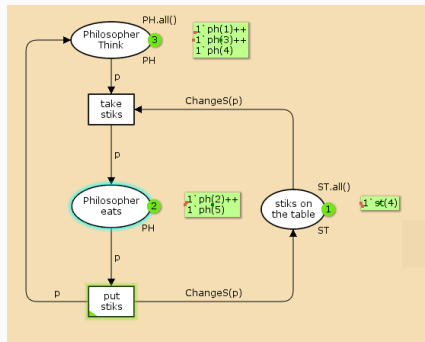 PH.all()
Philosopher
Think
3
PH
1`ph(1)++
1`ph(3)++
1`ph(4)
p
take
stiks
ChangeS(p)
p
Philosopher
eats
2
PH
1`ph(2)++
1`ph(5)
ST.all()
stiks on
the table
1
ST
1`st(4)
p
p
put
stiks
ChangeS(p)